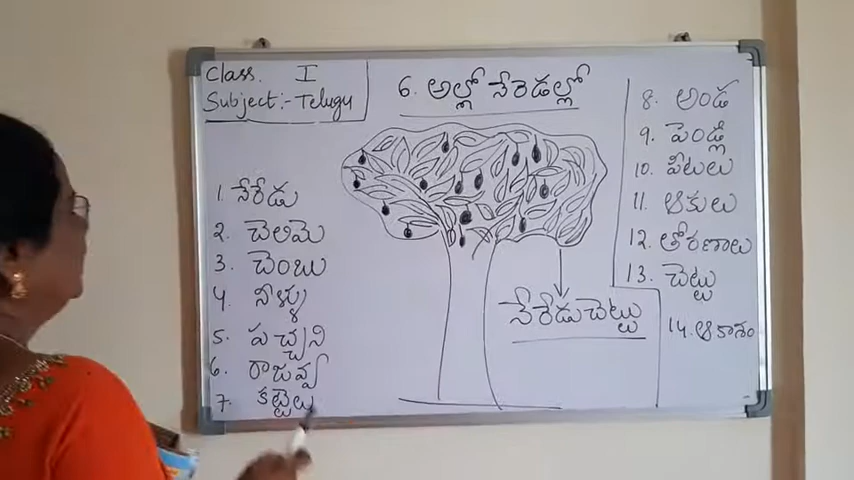 Class. I
Subject:- Telugu
6. అల్లో నేరెడల్లో
1. నేరేడు
2. చెలిమె
3. చెంబు
4. నీళ్ళు
5. పచ్చని
6. రాజువ్వ
7. కట్టెలు
నేరేడుచెట్టు
8. అండ
9. పెండ్లి
10. పిటలు
11. ఆకులు
12. తోరణాలు
13. చెట్టు
14. ఆకాశం